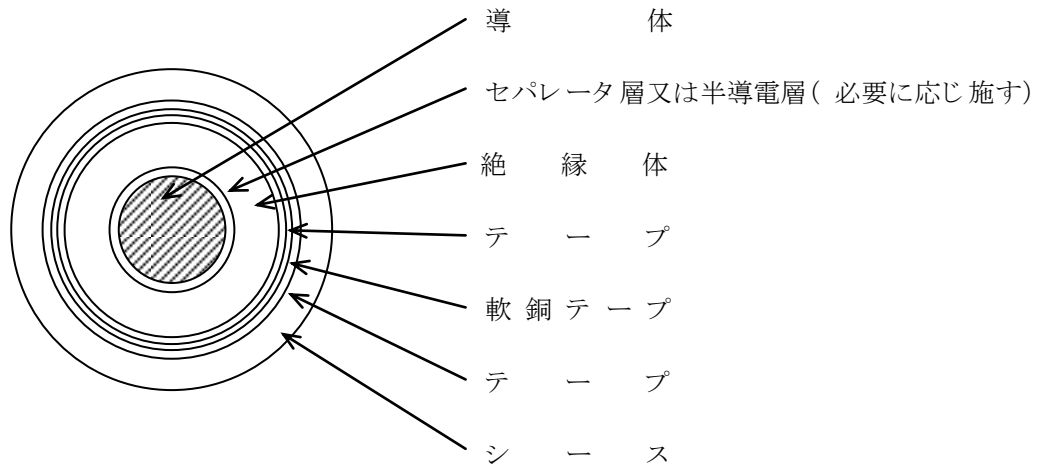 導体
セパレータ層又は半導電層(必要に応じ施す)
絶縁体
テープ
軟銅テープ
テープ
シース